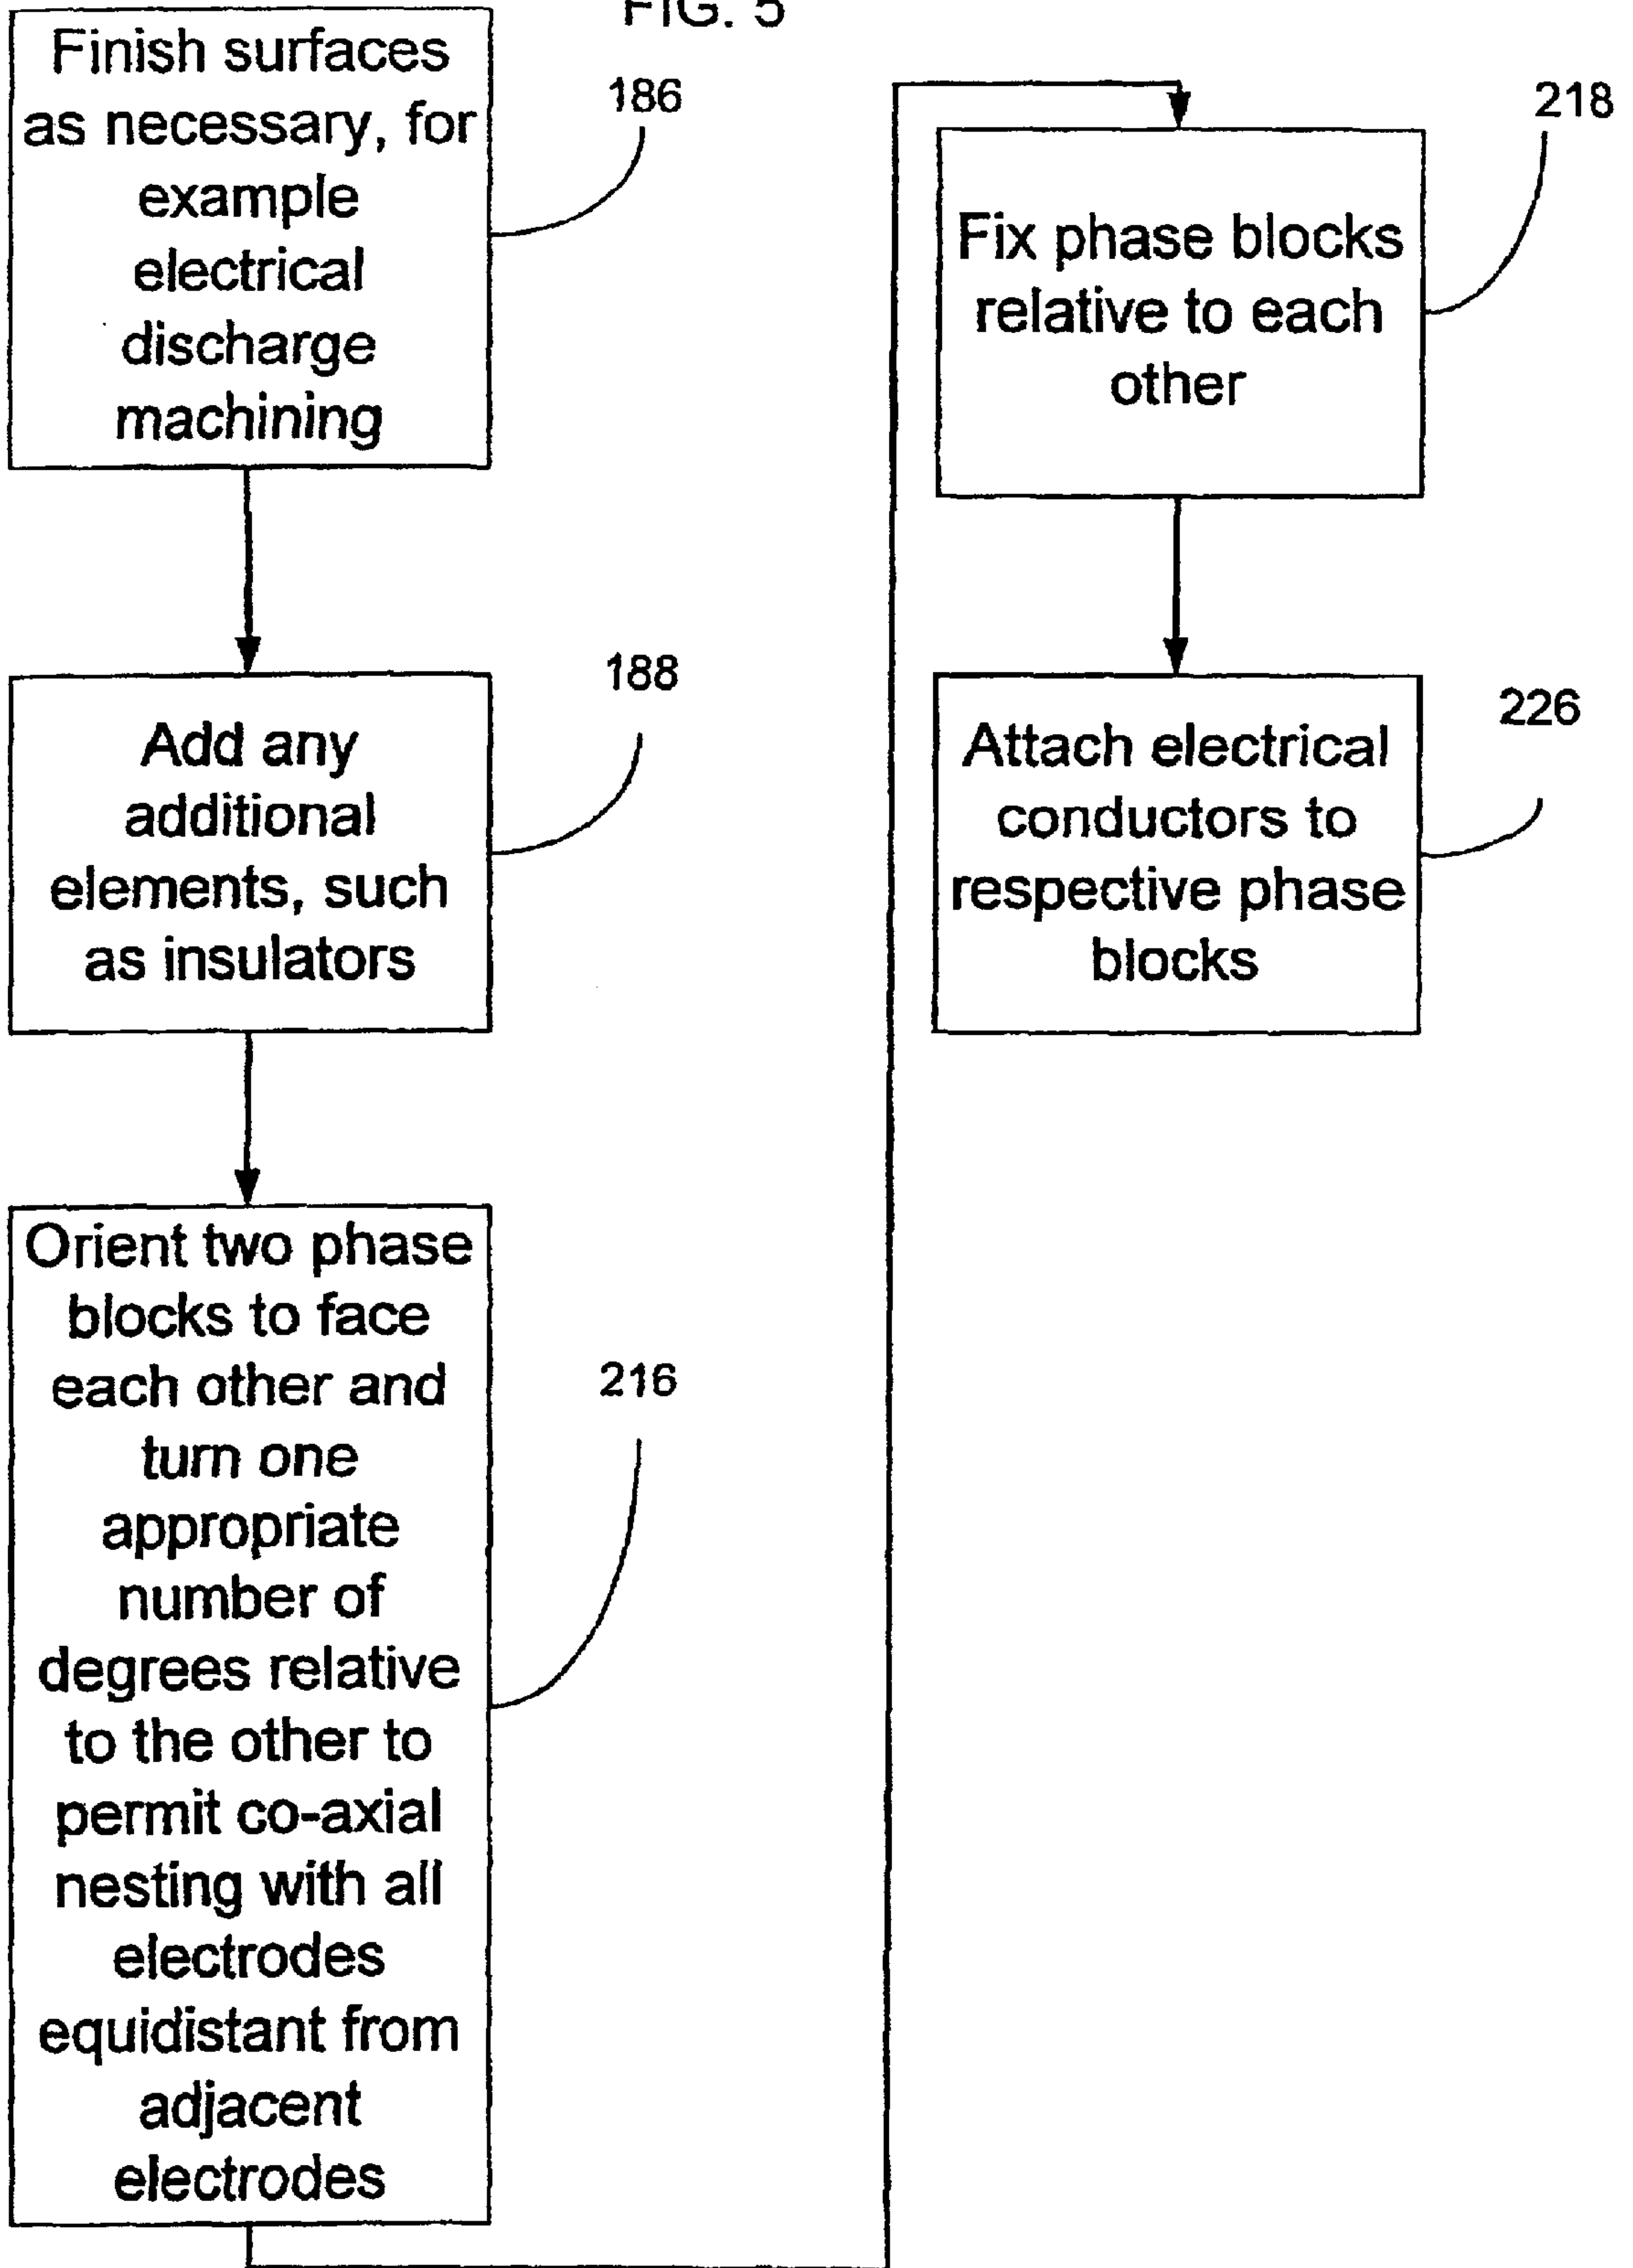 FIG. 5
Finish surfaces
as necessary, for
example
electrical
discharge
machining
186
Add any
additional
elements, such
as insulators
188
Orient two phase
blocks to face
each other and
turn one
appropriate
number of
degrees relative
to the other to
permit co-axial
nesting with all
electrodes
equidistant from
adjacent
electrodes
216
Fix phase blocks
relative to each
other
218
Attach electrical
conductors to
respective phase
blocks
226